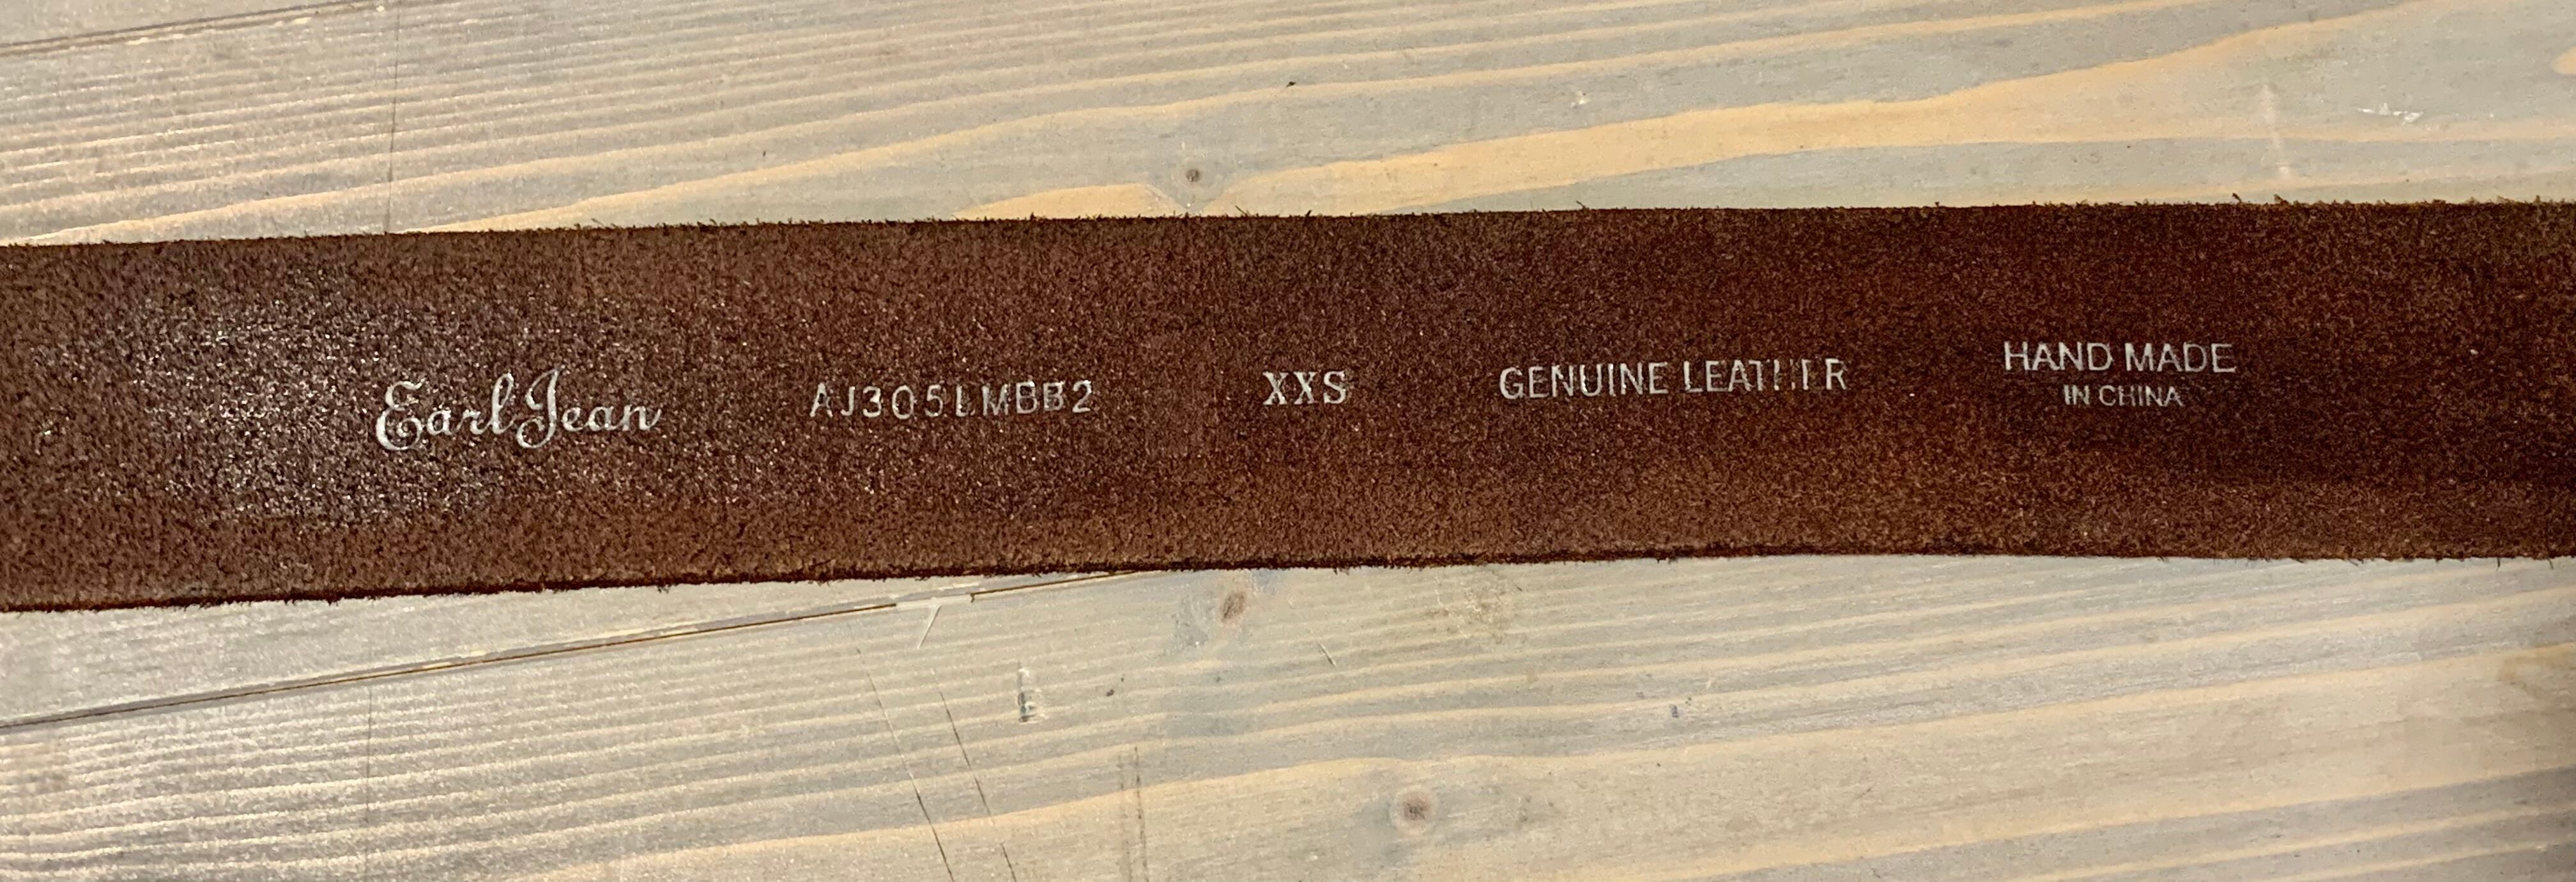 Earl Jean
AJ305LMBB2
XXS
GENUINE LEATHER
HAND MADE
IN CHINA